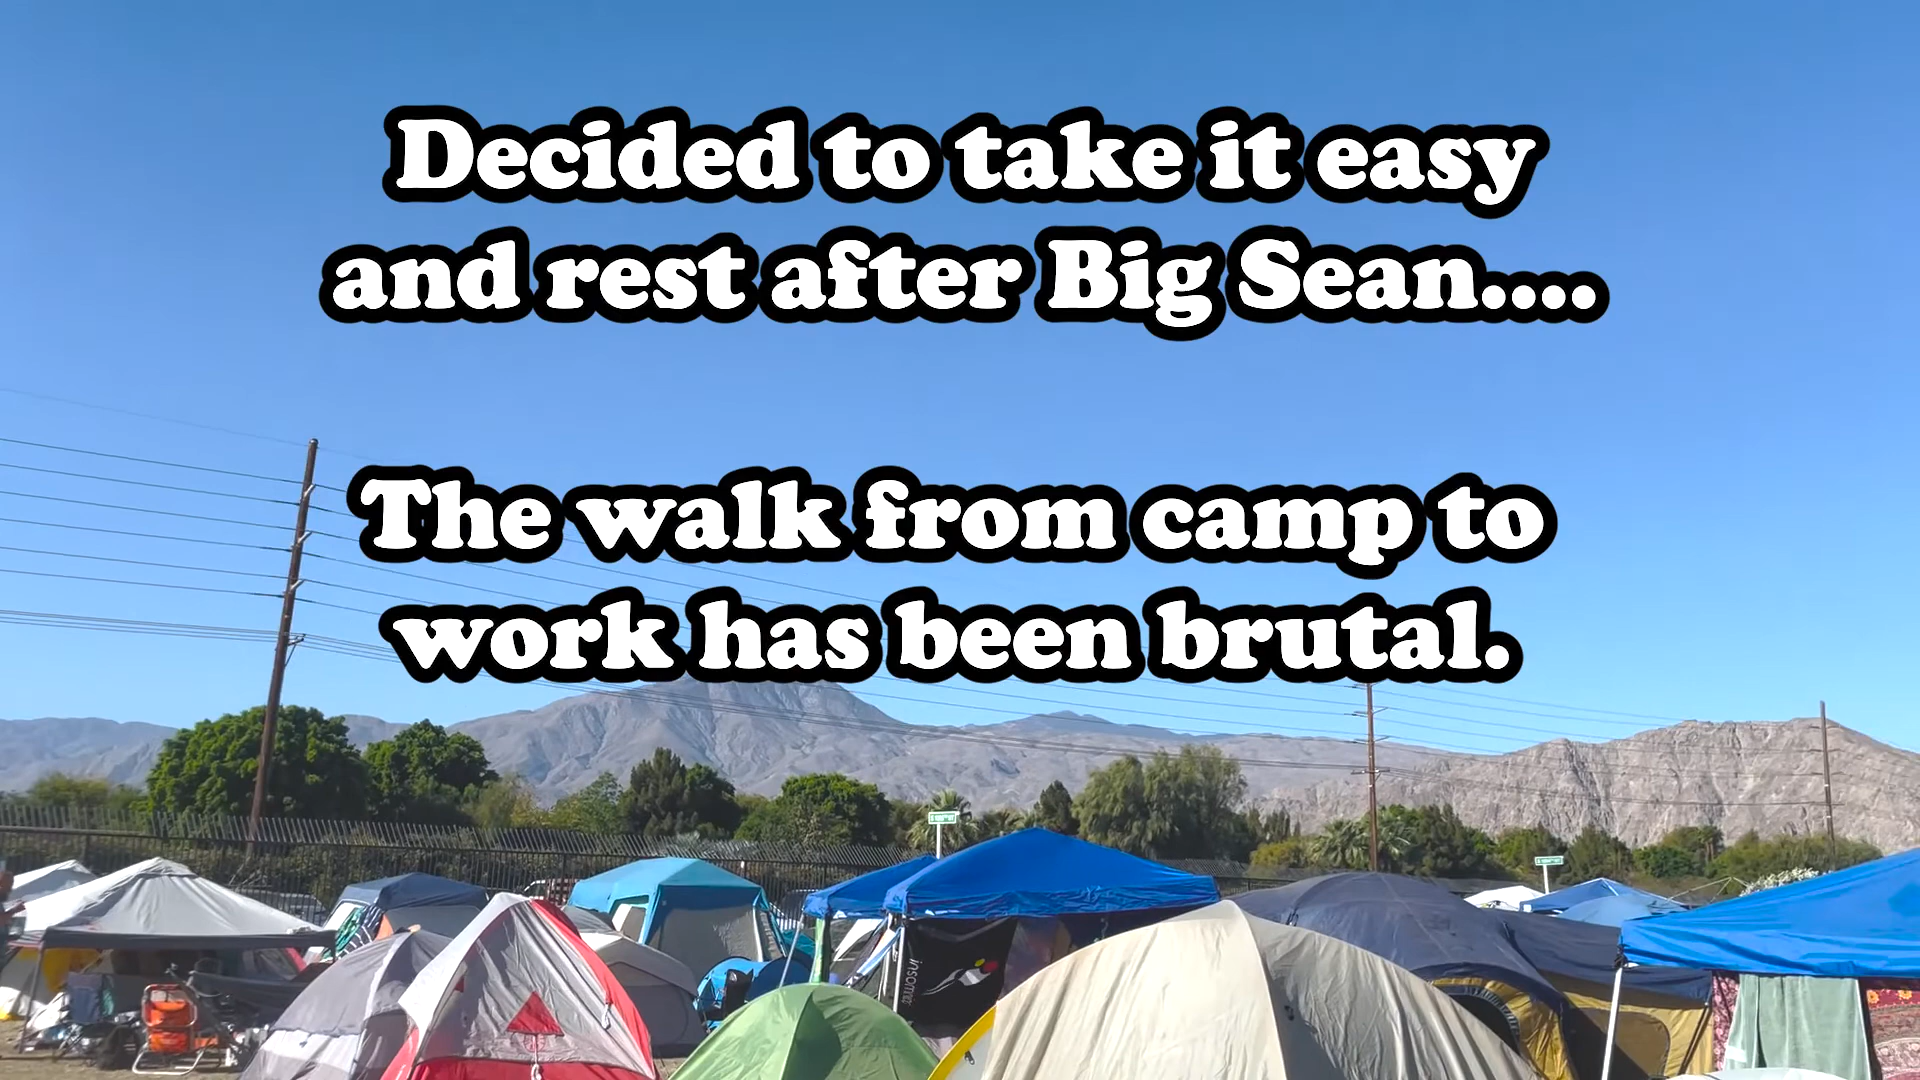 Decided to take it easy
and rest after Big Sean....
The walk from camp to
work has been brutal.